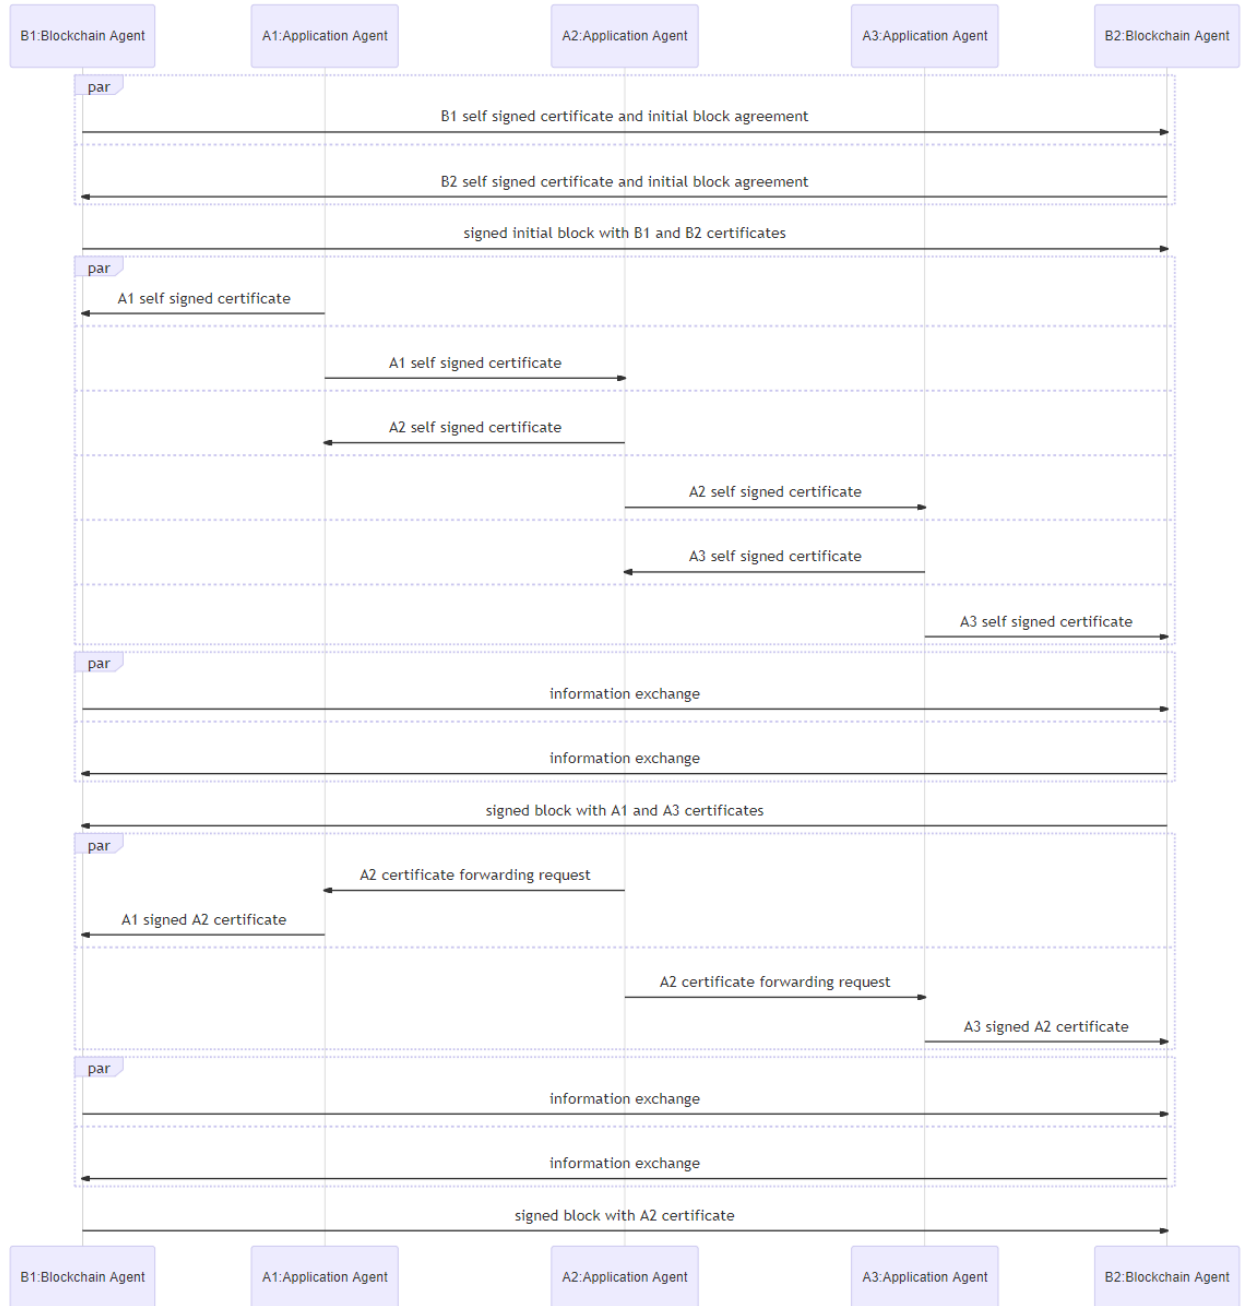 B1:Blockchain Agent
A1:Application Agent
A2:Application Agent
A3:Application Agent
B2:Blockchain Agent
par
B1 self signed certificate and initial block agreement
B2 self signed certificate and initial block agreement
signed initial block with B1 and B2 certificates
par
A1 self signed certificate
A1 self signed certificate
A2 self signed certificate
A2 self signed certificate
A3 self signed certificate
A3 self signed certificate
par
information exchange
information exchange
signed block with A1 and A3 certificates
par
A2 certificate forwarding request
A1 signed A2 certificate
A2 certificate forwarding request
A3 signed A2 certificate
par
information exchange
information exchange
signed block with A2 certificate
B1:Blockchain Agent
A1:Application Agent
A2:Application Agent
A3:Application Agent
B2:Blockchain Agent